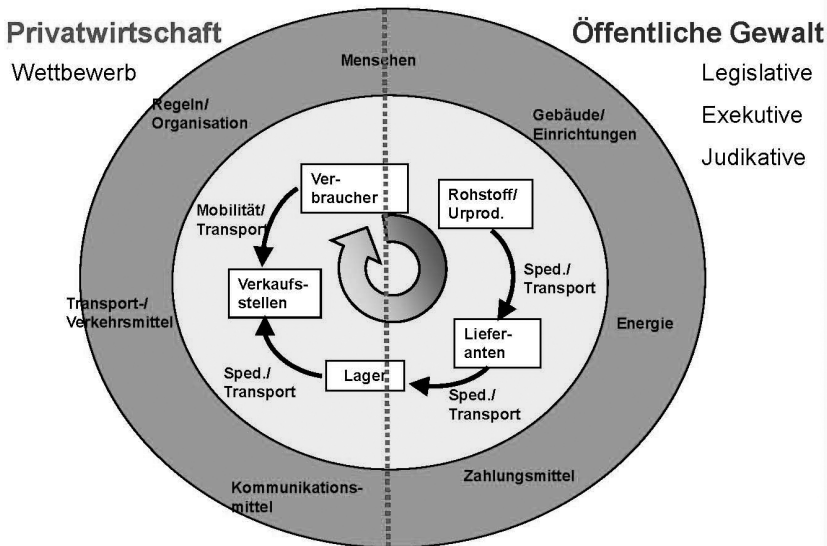 Privatwirtschaft
Wettbewerb
Öffentliche Gewalt
Legislative
Exekutive
Judikative
Menschen
Regeln/
Organisation
Gebäude/
Einrichtungen
Ver-
braucher
Rohstoff/
Urprod.
Mobilität/
Transport
Sped./
Transport
Verkaufs-
stellen
Transport-/
Verkehrsmittel
Energie
Liefer-
anten
Lager
Sped./
Transport
Sped./
Transport
Kommunikations-
mittel
Zahlungsmittel